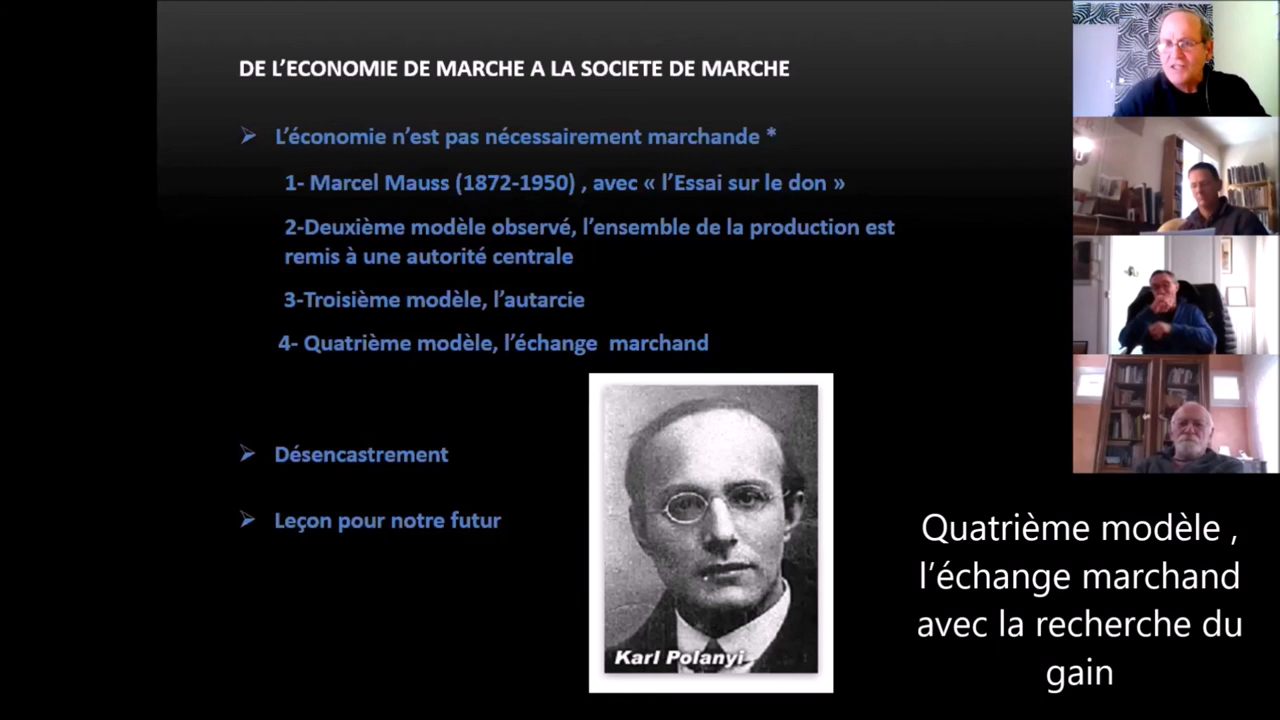 DE L’ECONOMIE DE MARCHE A LA SOCIETE DE MARCHE
L’économie n’est pas nécessairement marchande *
1- Marcel Mauss (1872-1950) , avec « l’Essai sur le don »
2-Deuxième modèle observé, l’ensemble de la production est
remis à une autorité centrale
3-Troisième modèle, l’autarcie
4- Quatrième modèle, l’échange marchand
Désencastrement
Leçon pour notre futur
Karl Polanyi
Quatrième modèle ,
l’échange marchand
avec la recherche du
gain